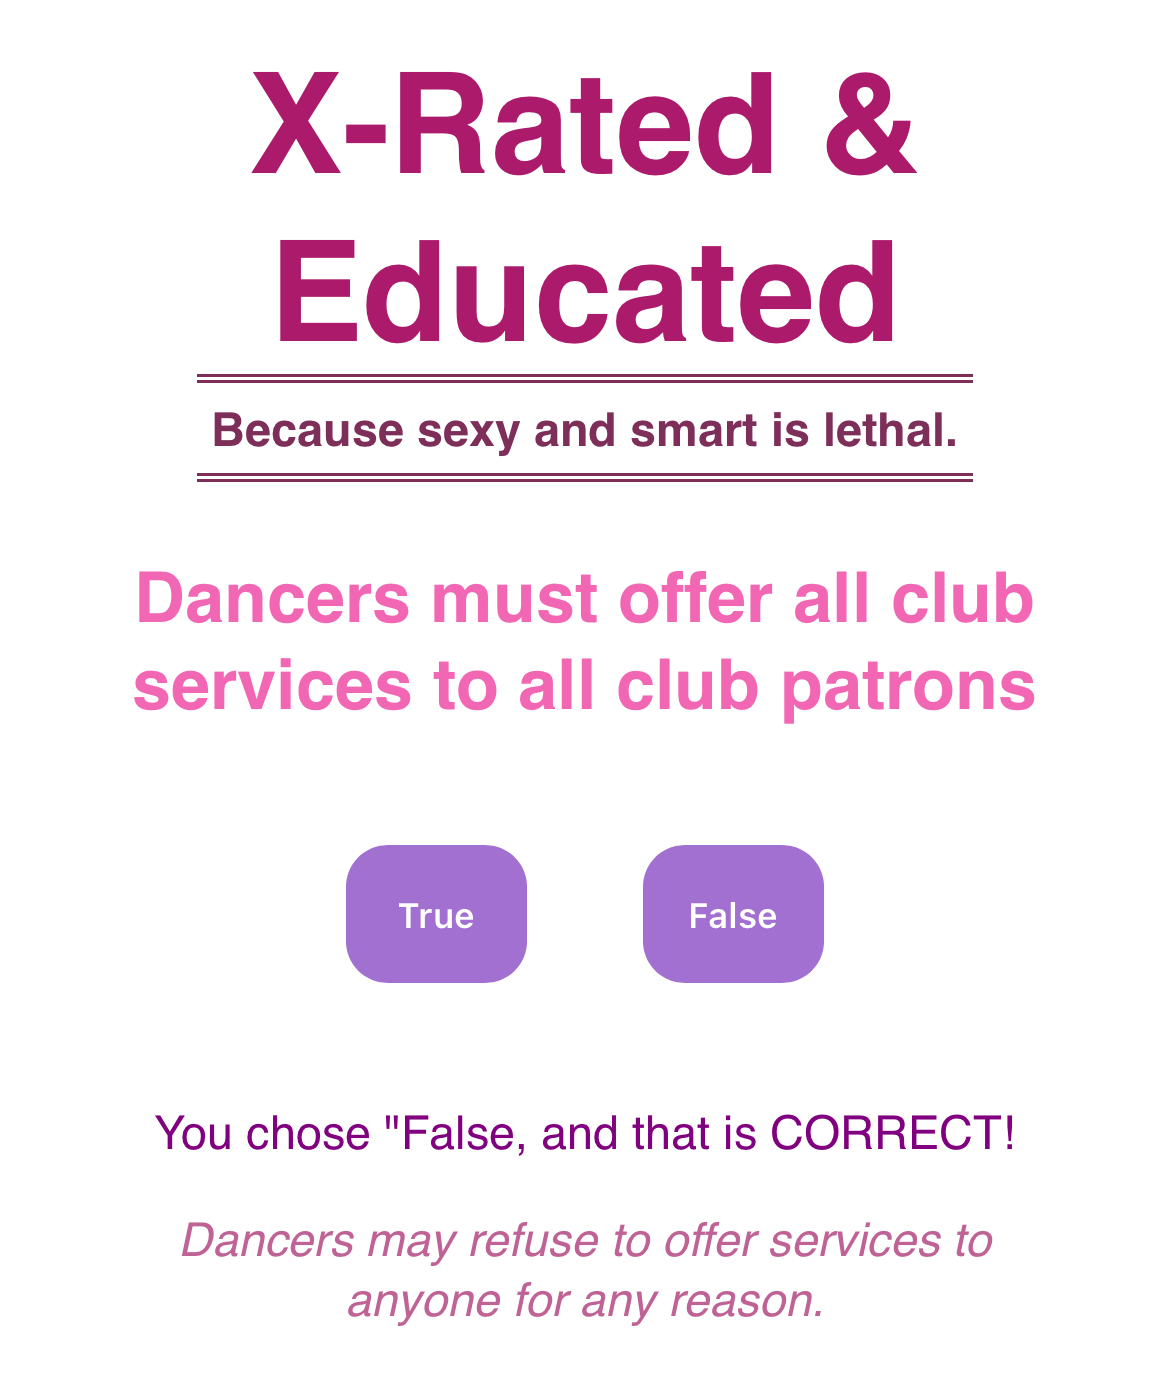 X-Rated &
Educated
Because sexy and smart is lethal.
Dancers must offer all club
services to all club patrons
True
False
You chose "False, and that is CORRECT!
Dancers may refuse to offer services to
anyone for any reason.